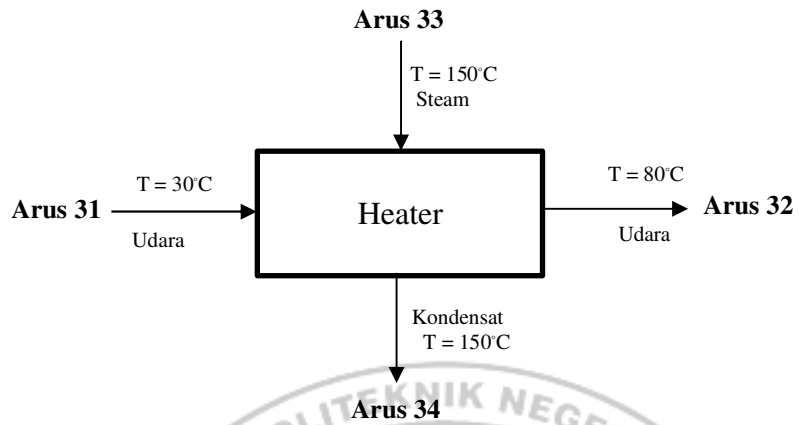 Arus 33
T = 150°C
Steam
T = 30°C
Arus 31
Udara
Heater
T = 80°C
Arus 32
Udara
Kondensat
T = 150°C
Arus 34